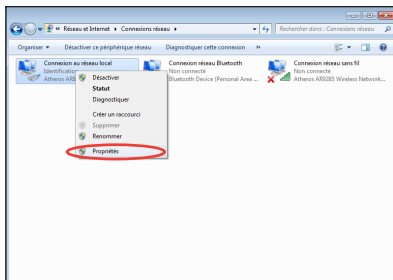 « Réseau et Internet ▸ Connexions réseau ▸
Rechercher dans : Connexions réseau
Organiser ▾ Désactiver ce périphérique réseau Diagnostiquer cette connexion »
Connexion au réseau local
Identification
Atheros AR8
Connexion réseau Bluetooth
Non connecté
Bluetooth Device (Personal Area ...
Connexion réseau sans fil
Non connecté
Atheros AR9285 Wireless Network...
Désactiver
Statut
Diagnostiquer
Créer un raccourci
Supprimer
Renommer
Propriétés